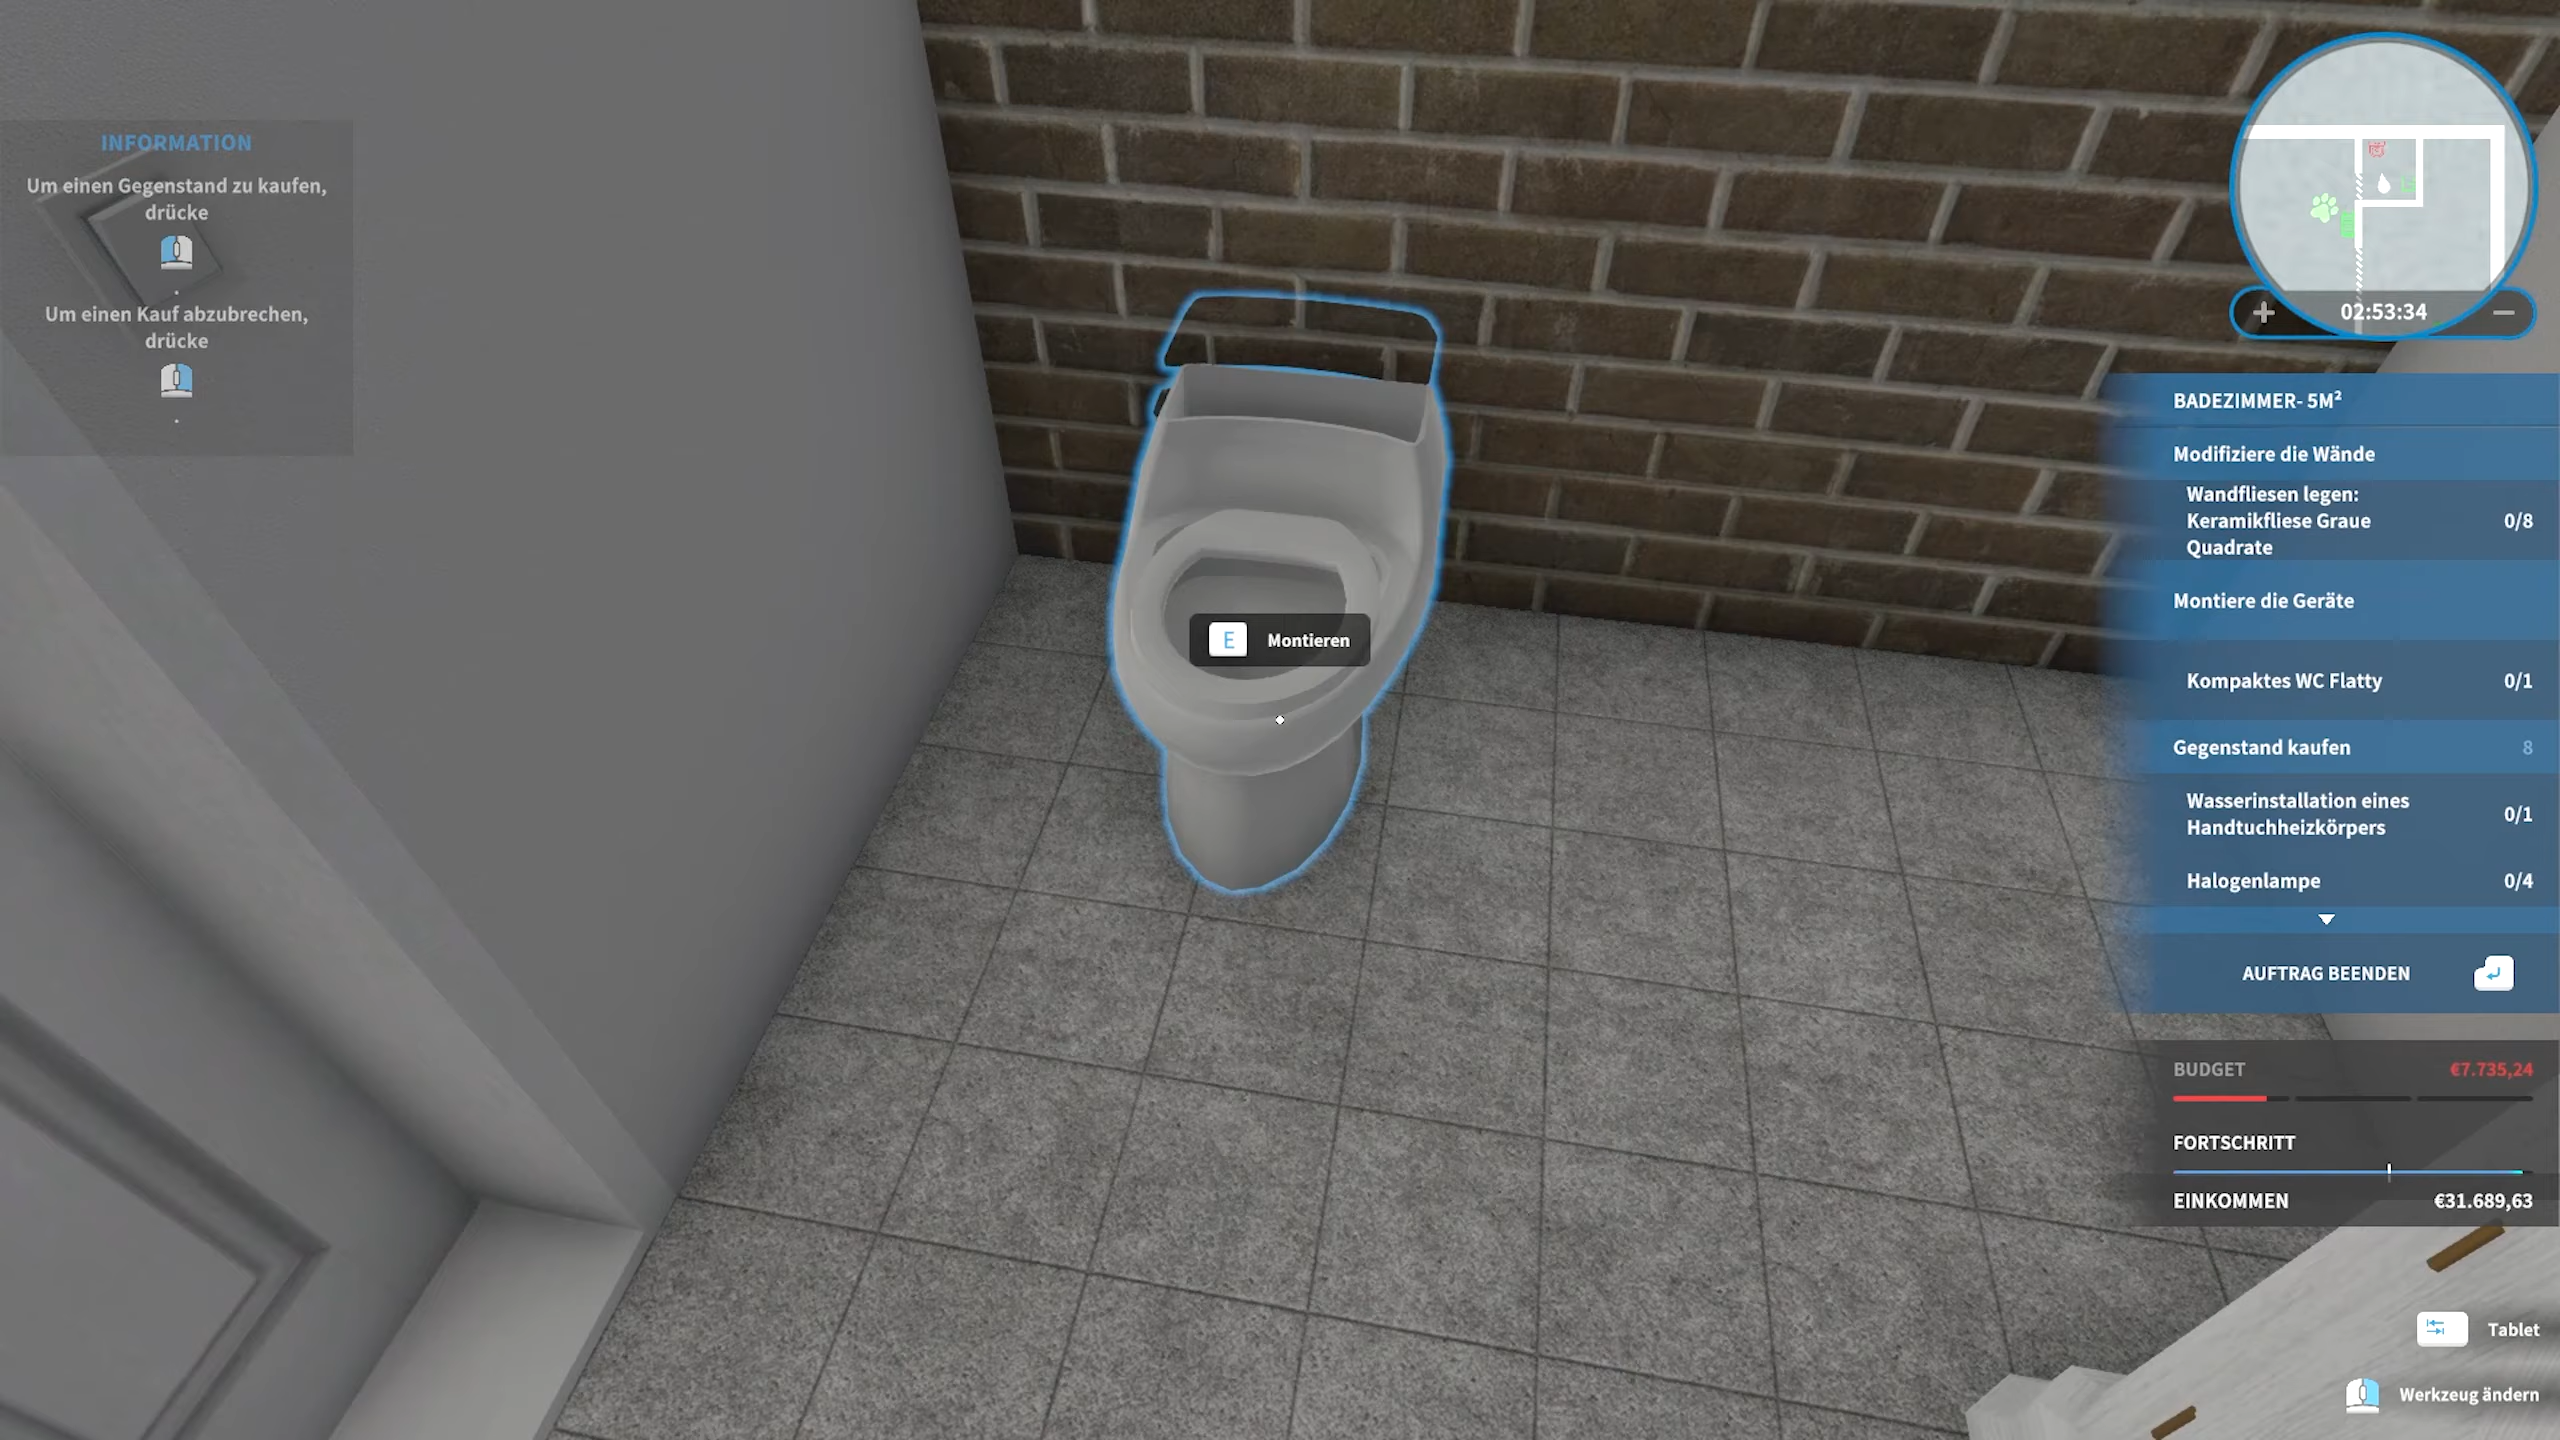 INFORMATION
Um einen Gegenstand zu kaufen,
drücke
.
Um einen Kauf abzubrechen,
drücke
.
E Montieren
02:53:34
BADEZIMMER- 5M²
Modifiziere die Wände
Wandfliesen legen:
Keramikfliese Graue 0/8
Quadrate
Montiere die Geräte
Kompaktes WC Flatty 0/1
Gegenstand kaufen 8
Wasserinstallation eines
Handtuchheizkörpers 0/1
Halogenlampe 0/4
AUFTRAG BEENDEN
BUDGET €7.735,24
FORTSCHRITT
EINKOMMEN €31.689,63
Tablet
Werkzeug ändern